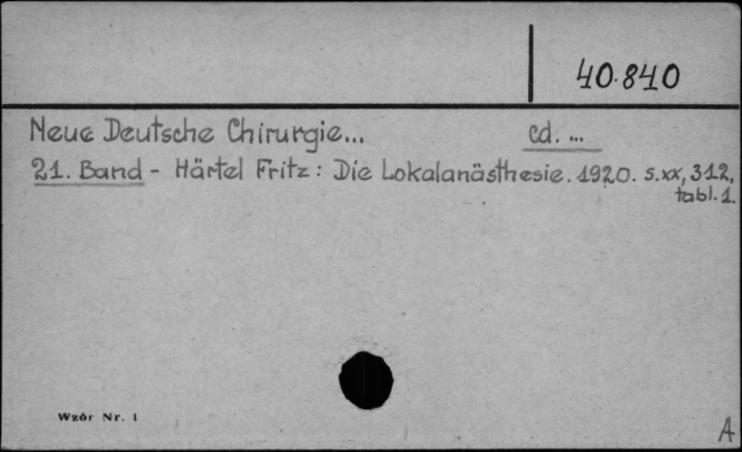 40.840
Neue Deutsche Chirurgie... cd. ...
21. Band - Härtel Fritz: Die Lokalanästhesie. 1920. s.xx, 312,
tabl. 1.
Wzór Nr. 1
A